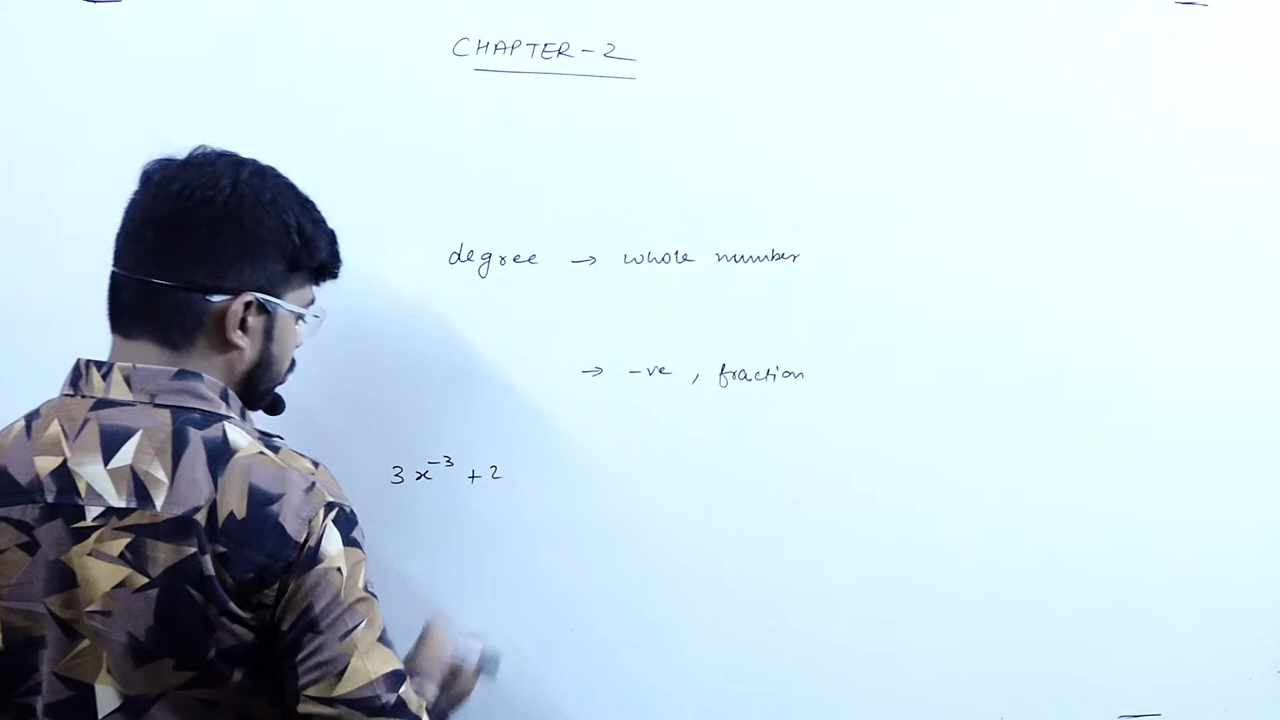 CHAPTER-2
degree → whole number
→ -ve , fraction
3x⁻³ + 2